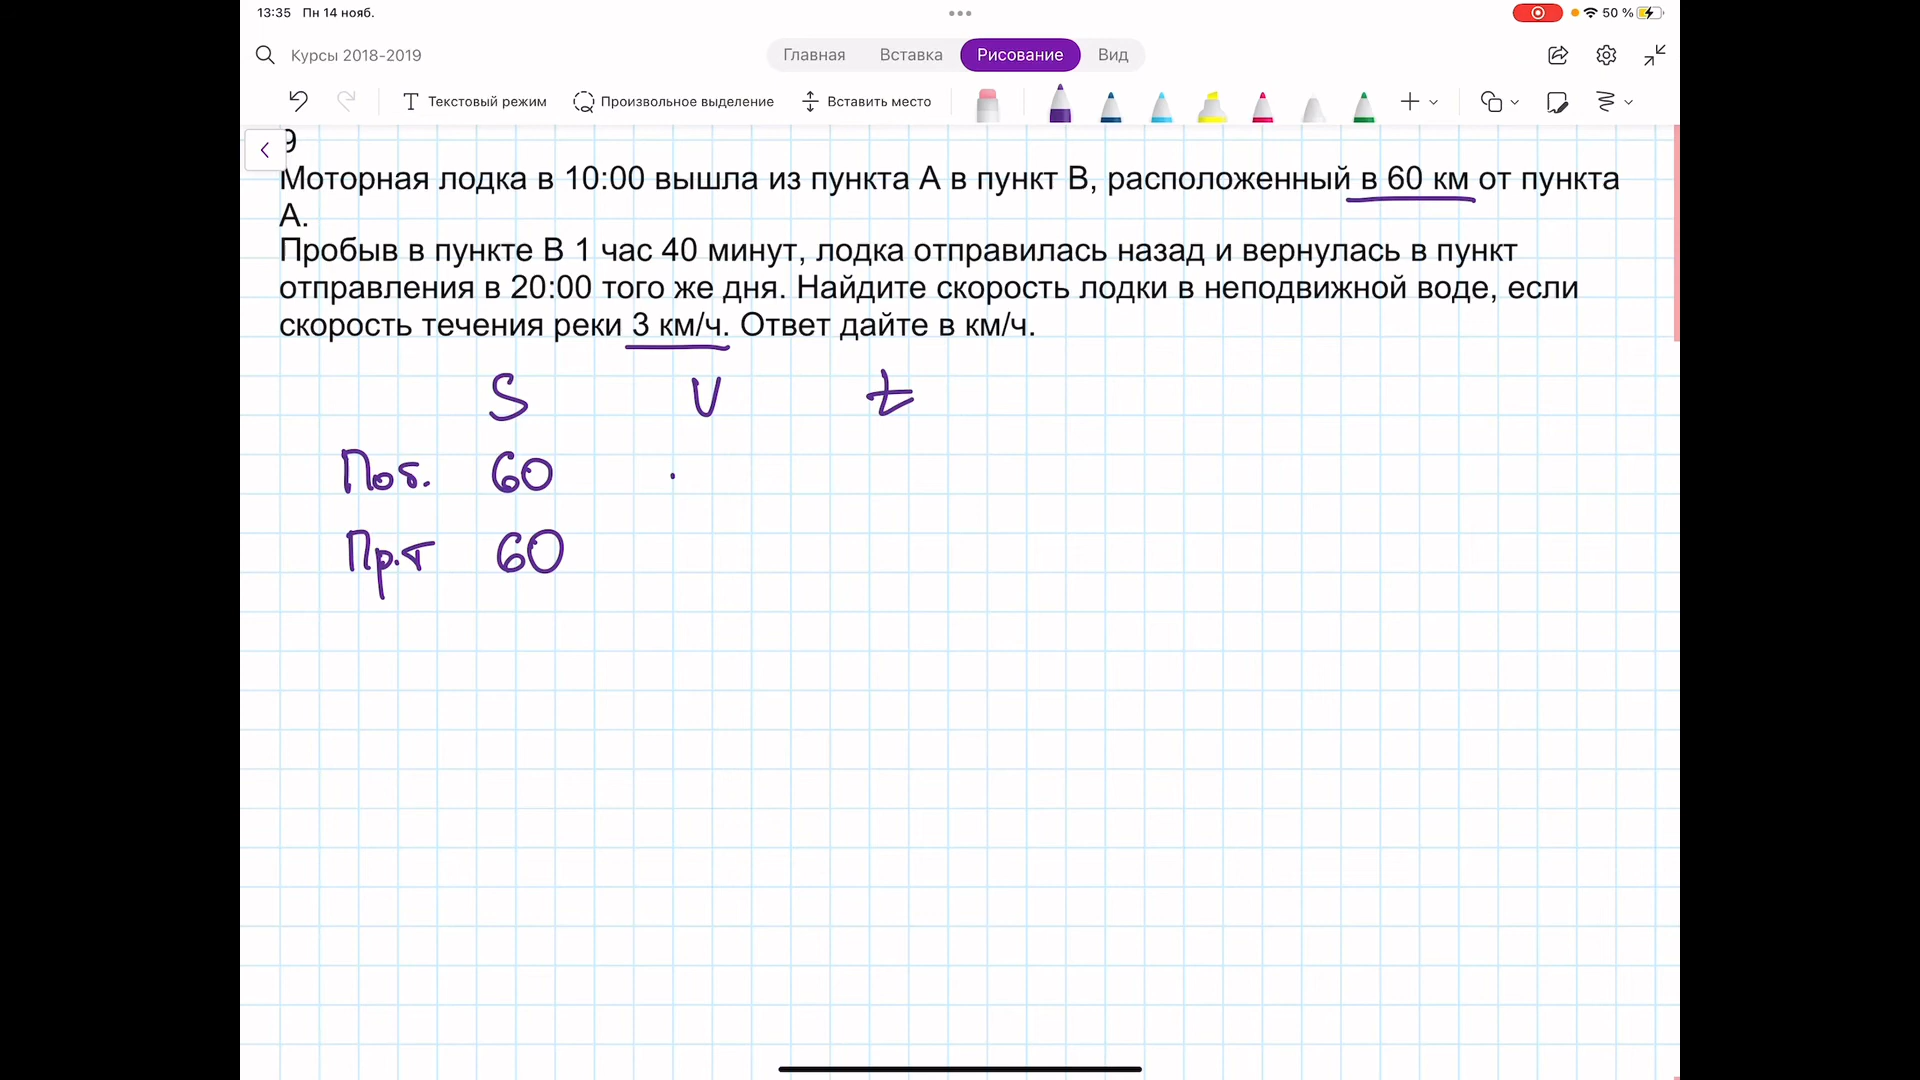 13:35 Пн 14 нояб.
50 %
Курсы 2018-2019
Главная Вставка Рисование Вид
Текстовый режим Произвольное выделение Вставить место
9
Моторная лодка в 10:00 вышла из пункта А в пункт В, расположенный в 60 км от пункта
А.
Пробыв в пункте В 1 час 40 минут, лодка отправилась назад и вернулась в пункт
отправления в 20:00 того же дня. Найдите скорость лодки в неподвижной воде, если
скорость течения реки 3 км/ч. Ответ дайте в км/ч.
S V t
Поб. 60
Пр.т 60